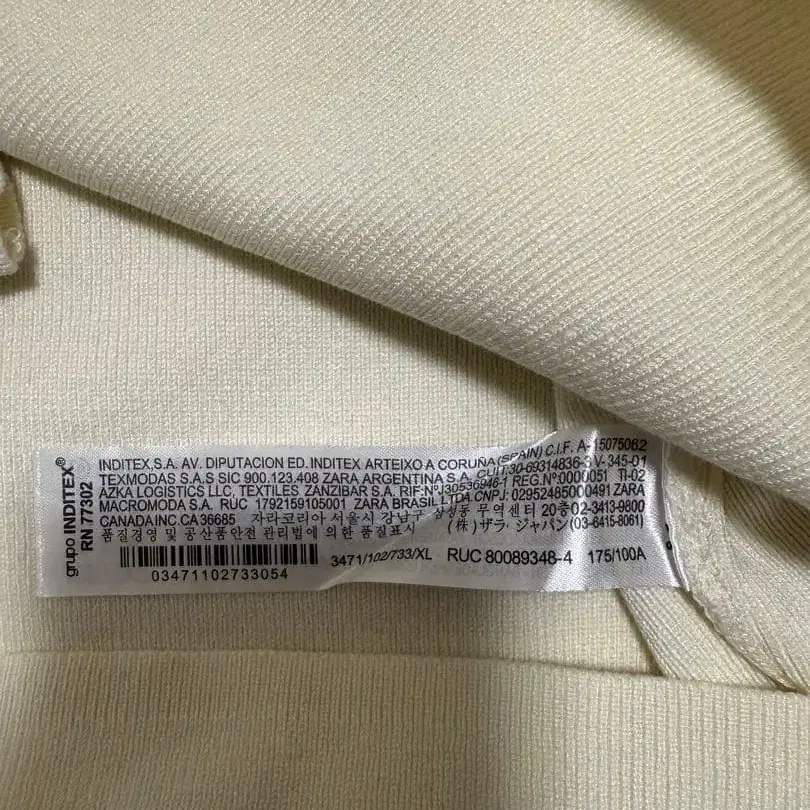 grupo INDITEX®
RN 77302
INDITEX,S.A. AV. DIPUTACION ED. INDITEX ARTEIXO A CORUÑA (SPAIN) C.I.F. A-15075062
TEXMODAS S.A.S SIC 900.123.408 ZARA ARGENTINA S.A. CUIT:30-69314836-3 V-345-01
AZKA LOGISTICS LLC, TEXTILES ZANZIBAR S.A. RIF:NºJ30536946-1 REG.Nº:0000051 TI-02
MACROMODA S.A. RUC 1792159105001 ZARA BRASIL LTDA.CNPJ: 02952485000491 ZARA
CANADA INC.CA 36685 자라코리아 서울시 강남구 삼성동 무역센터 20층 02-3413-9800
품질경영 및 공산품안전 관리법에 의한 품질표시 (株) ザラ・ジャパン (03-6415-8061)
3471/102/733/XL RUC 80089348-4 175/100A
03471102733054